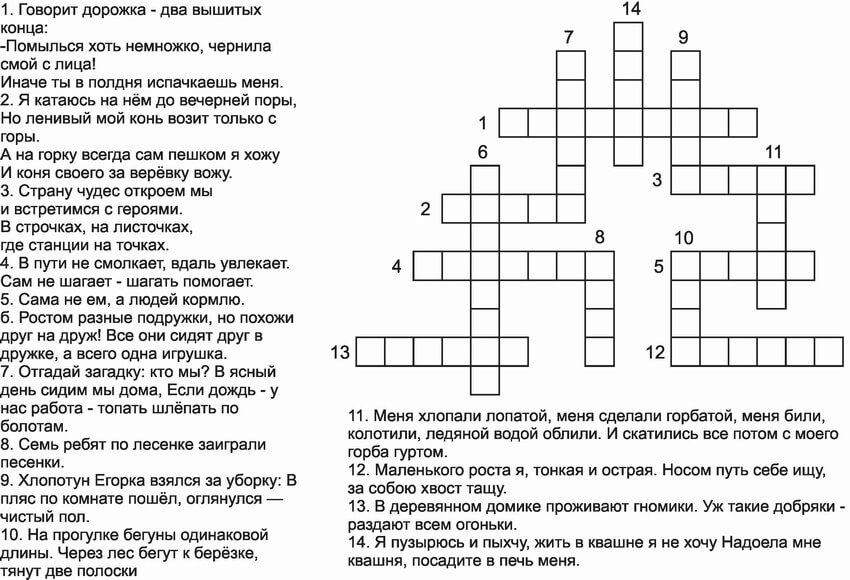 1. Говорит дорожка - два вышитых
конца:
-Помылься хоть немножко, чернила
смой с лица!
Иначе ты в полдня испачкаешь меня.
2. Я катаюсь на нём до вечерней поры,
Но ленивый мой конь возит только с
горы.
А на горку всегда сам пешком я хожу
И коня своего за верёвку вожу.
3. Страну чудес откроем мы
и встретимся с героями.
В строчках, на листочках,
где станции на точках.
4. В пути не смолкает, вдаль увлекает.
Сам не шагает - шагать помогает.
5. Сама не ем, а людей кормлю.
б. Ростом разные подружки, но похожи
друг на друж! Все они сидят друг в
дружке, а всего одна игрушка.
7. Отгадай загадку: кто мы? В ясный
день сидим мы дома, Если дождь - у
нас работа - топать шлёпать по
болотам.
8. Семь ребят по лесенке заиграли
песенки.
9. Хлопотун Егорка взялся за уборку: В
пляс по комнате пошёл, оглянулся —
чистый пол.
10. На прогулке бегуны одинаковой
длины. Через лес бегут к берёзке,
тянут две полоски
14
7
9
1
6
11
3
2
8
10
4
5
13
12
11. Меня хлопали лопатой, меня сделали горбатой, меня били,
колотили, ледяной водой облили. И скатились все потом с моего
горба гуртом.
12. Маленького роста я, тонкая и острая. Носом путь себе ищу,
за собою хвост тащу.
13. В деревянном домике проживают гномики. Уж такие добряки -
раздают всем огоньки.
14. Я пузырюсь и пыхчу, жить в квашне я не хочу Надоела мне
квашня, посадите в печь меня.